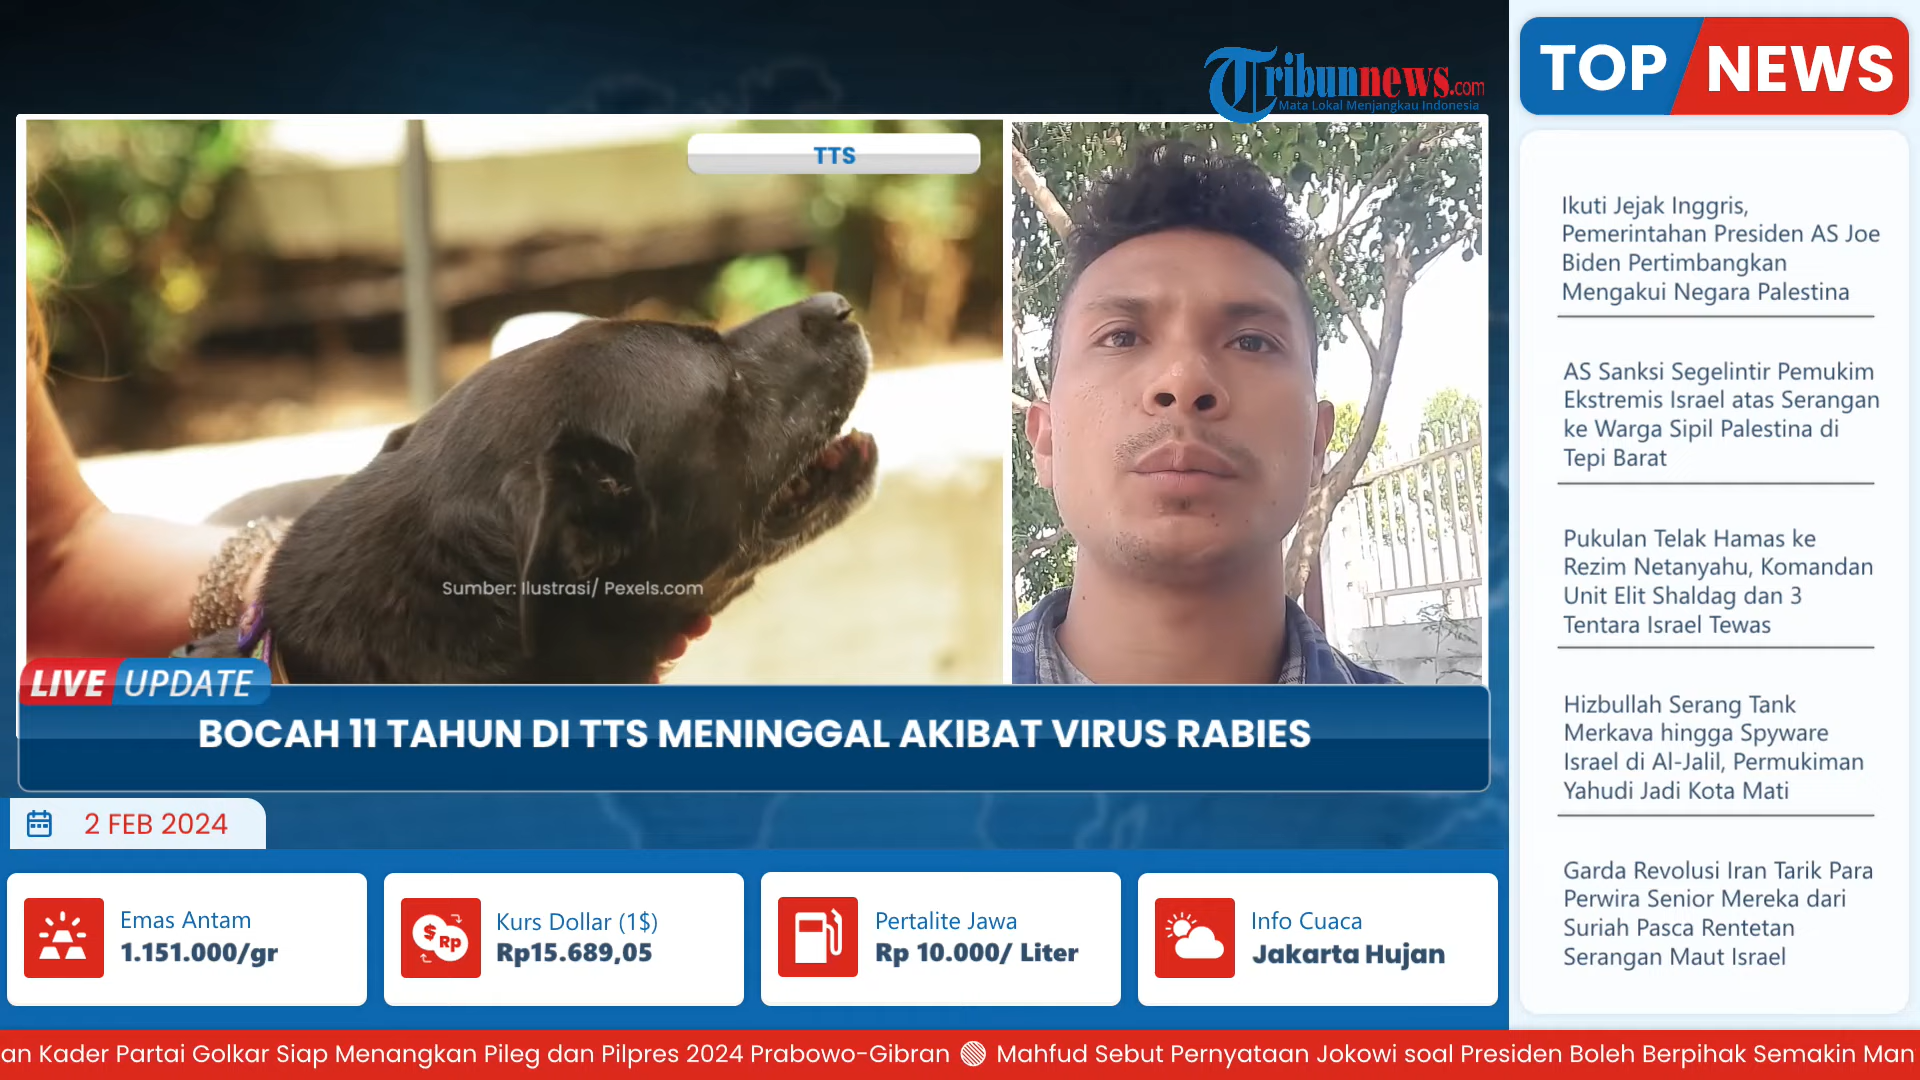 Tribunnews.com
Mata Lokal Menjangkau Indonesia
TOP NEWS
TTS
Sumber: Ilustrasi/ Pexels.com
LIVE UPDATE
BOCAH 11 TAHUN DI TTS MENINGGAL AKIBAT VIRUS RABIES
2 FEB 2024
Emas Antam
1.151.000/gr
Kurs Dollar (1$)
Rp15.689,05
Pertalite Jawa
Rp 10.000/ Liter
Info Cuaca
Jakarta Hujan
Ikuti Jejak Inggris,
Pemerintahan Presiden AS Joe
Biden Pertimbangkan
Mengakui Negara Palestina
AS Sanksi Segelintir Pemukim
Ekstremis Israel atas Serangan
ke Warga Sipil Palestina di
Tepi Barat
Pukulan Telak Hamas ke
Rezim Netanyahu, Komandan
Unit Elit Shaldag dan 3
Tentara Israel Tewas
Hizbullah Serang Tank
Merkava hingga Spyware
Israel di Al-Jalil, Permukiman
Yahudi Jadi Kota Mati
Garda Revolusi Iran Tarik Para
Perwira Senior Mereka dari
Suriah Pasca Rentetan
Serangan Maut Israel
an Kader Partai Golkar Siap Menangkan Pileg dan Pilpres 2024 Prabowo-Gibran Mahfud Sebut Pernyataan Jokowi soal Presiden Boleh Berpihak Semakin Man